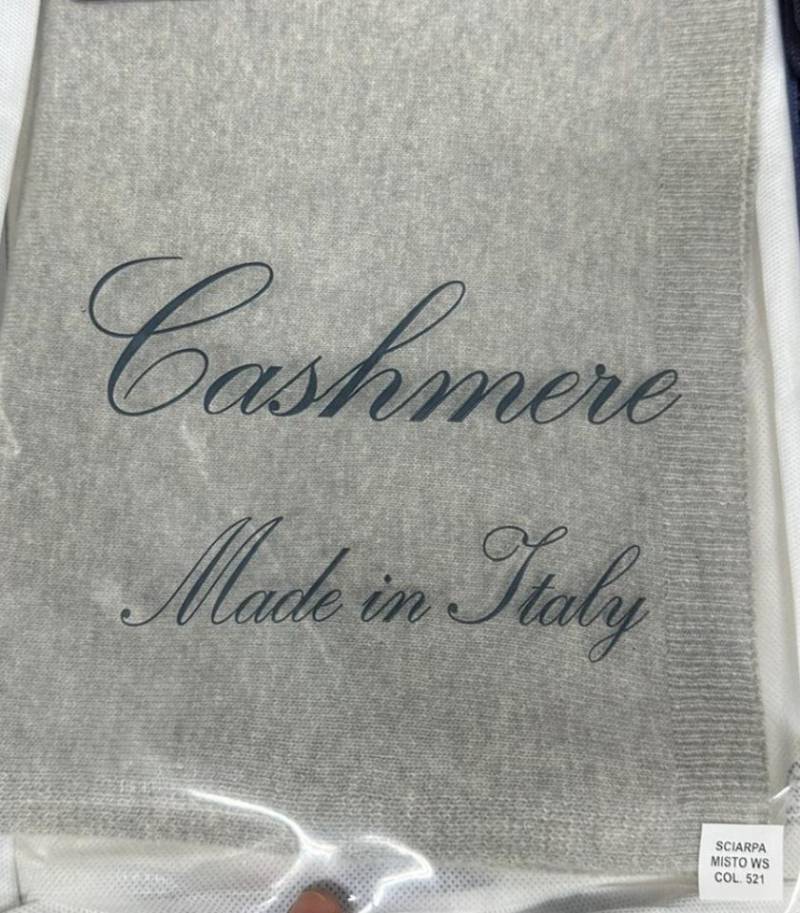 Cashmere
Made in Italy
SCIARPA
MISTO WS
COL. 521